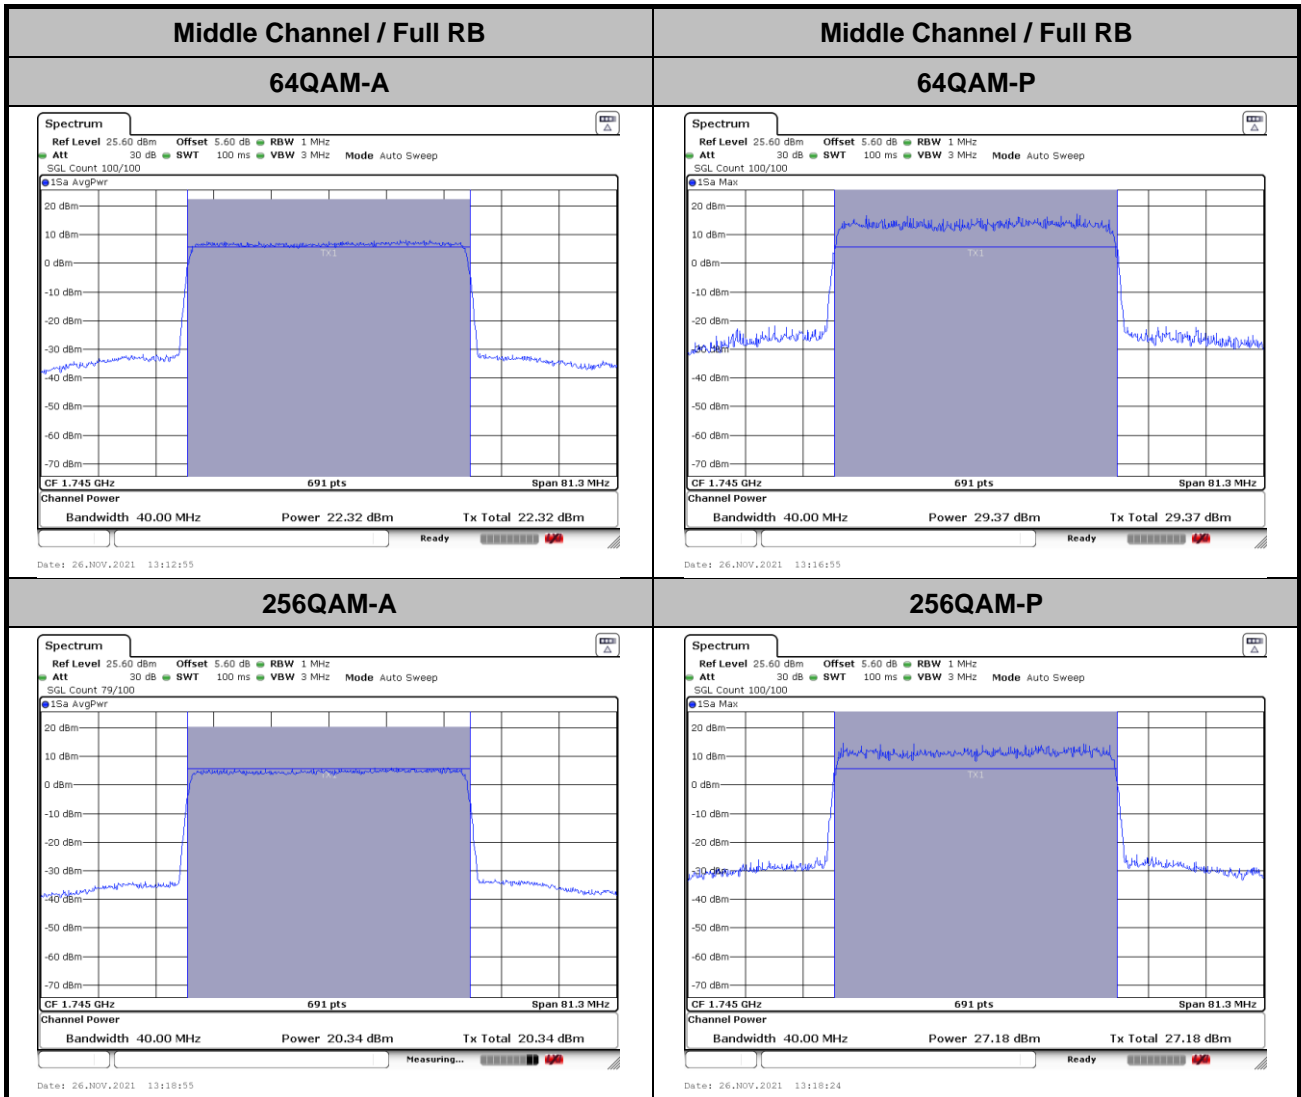 Middle Channel / Full RB
Middle Channel / Full RB
64QAM-A
64QAM-P
Spectrum
Ref Level 25.60 dBm Offset 5.60 dB RBW 1 MHz
Att 30 dB SWT 100 ms VBW 3 MHz Mode Auto Sweep
SGL Count 100/100
1Sa AvgPwr
20 dBm
10 dBm
TX1
0 dBm
-10 dBm
-20 dBm
-30 dBm
-40 dBm
-50 dBm
-60 dBm
-70 dBm
CF 1.745 GHz 691 pts Span 81.3 MHz
Channel Power
Bandwidth 40.00 MHz Power 22.32 dBm Tx Total 22.32 dBm
Ready
Date: 26.NOV.2021 13:12:55
Spectrum
Ref Level 25.60 dBm Offset 5.60 dB RBW 1 MHz
Att 30 dB SWT 100 ms VBW 3 MHz Mode Auto Sweep
SGL Count 100/100
1Sa Max
20 dBm
10 dBm
TX1
0 dBm
-10 dBm
-20 dBm
-30 dBm
-40 dBm
-50 dBm
-60 dBm
-70 dBm
CF 1.745 GHz 691 pts Span 81.3 MHz
Channel Power
Bandwidth 40.00 MHz Power 29.37 dBm Tx Total 29.37 dBm
Ready
Date: 26.NOV.2021 13:16:55
256QAM-A
256QAM-P
Spectrum
Ref Level 25.60 dBm Offset 5.60 dB RBW 1 MHz
Att 30 dB SWT 100 ms VBW 3 MHz Mode Auto Sweep
SGL Count 79/100
1Sa AvgPwr
20 dBm
10 dBm
0 dBm
-10 dBm
-20 dBm
-30 dBm
-40 dBm
-50 dBm
-60 dBm
-70 dBm
CF 1.745 GHz 691 pts Span 81.3 MHz
Channel Power
Bandwidth 40.00 MHz Power 20.34 dBm Tx Total 20.34 dBm
Measuring...
Date: 26.NOV.2021 13:18:55
Spectrum
Ref Level 25.60 dBm Offset 5.60 dB RBW 1 MHz
Att 30 dB SWT 100 ms VBW 3 MHz Mode Auto Sweep
SGL Count 100/100
1Sa Max
20 dBm
10 dBm
TX1
0 dBm
-10 dBm
-20 dBm
-30 dBm
-40 dBm
-50 dBm
-60 dBm
-70 dBm
CF 1.745 GHz 691 pts Span 81.3 MHz
Channel Power
Bandwidth 40.00 MHz Power 27.18 dBm Tx Total 27.18 dBm
Ready
Date: 26.NOV.2021 13:18:24